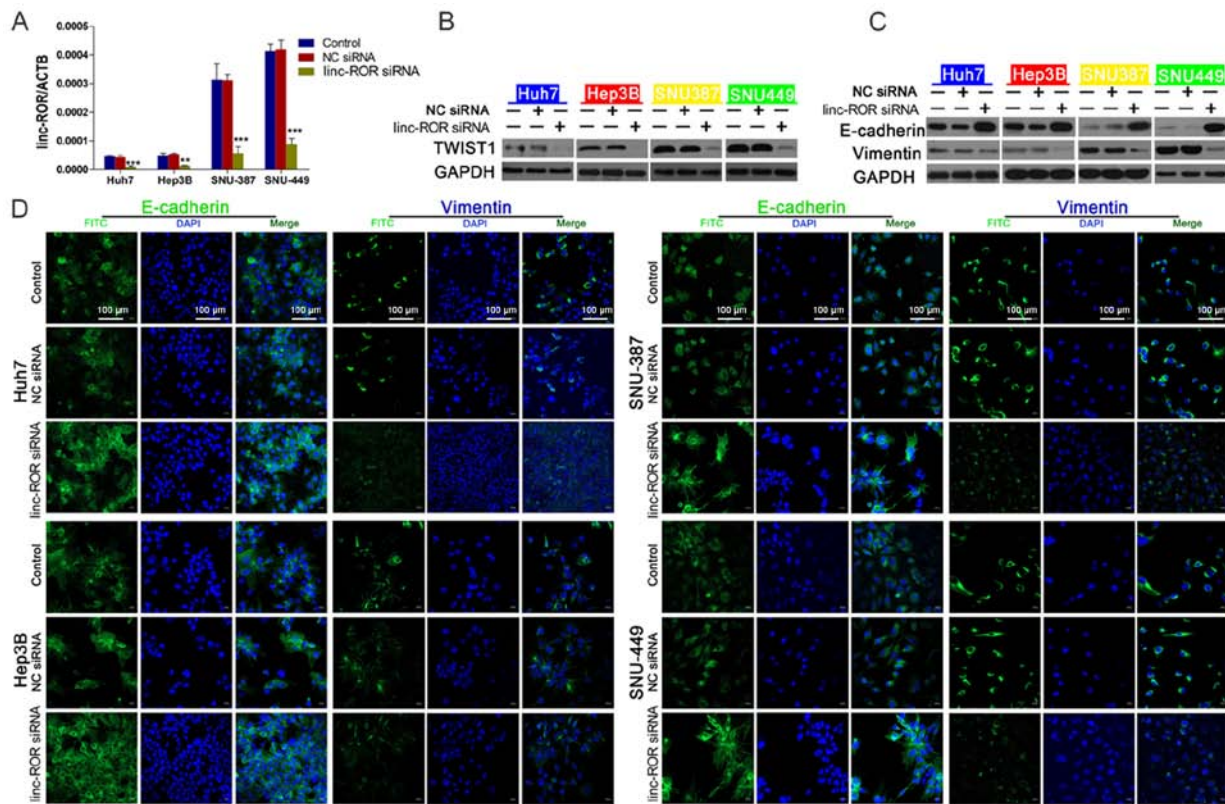 A
linc-ROR/ACTB
0.0005
0.0004
0.0003
0.0002
0.0001
0.0000
Control
NC siRNA
linc-ROR siRNA
***
**
***
***
Huh7 Hep3B SNU-387 SNU-449
B
Huh7 Hep3B SNU387 SNU449
NC siRNA − + − − + − − + − − + −
linc-ROR siRNA − − + − − + − − + − − +
TWIST1
GAPDH
C
Huh7 Hep3B SNU387 SNU449
NC siRNA − + − − + − − + − − + −
linc-ROR siRNA − − + − − + − − + − − +
E-cadherin
Vimentin
GAPDH
D
E-cadherin Vimentin E-cadherin Vimentin
FITC DAPI Merge FITC DAPI Merge FITC DAPI Merge FITC DAPI Merge
Huh7
Control
100 µm 100 µm 100 µm 100 µm 100 µm 100 µm
NC siRNA
linc-ROR siRNA
Hep3B
Control
NC siRNA
linc-ROR siRNA
SNU-387
Control
100 µm 100 µm 100 µm 100 µm 100 µm 100 µm
NC siRNA
linc-ROR siRNA
SNU-449
Control
NC siRNA
linc-ROR siRNA